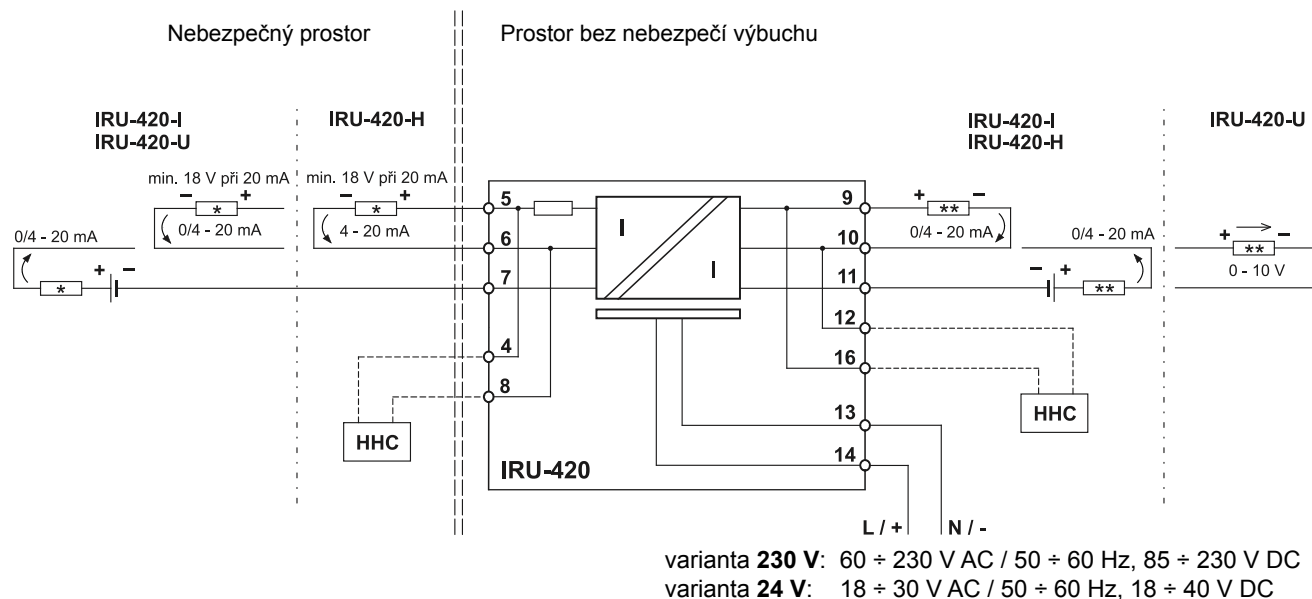 Nebezpečný prostor
Prostor bez nebezpečí výbuchu
IRU-420-I
IRU-420-U
IRU-420-H
IRU-420-I
IRU-420-H
IRU-420-U
min. 18 V při 20 mA
min. 18 V při 20 mA
− * +
− * +
0/4 - 20 mA
4 - 20 mA
0/4 - 20 mA
* + −
5
6
7
4
8
HHC
I
I
IRU-420
9
10
11
12
16
13
14
+ ** −
0/4 - 20 mA
0/4 - 20 mA
− + **
+ ** −
0 - 10 V
HHC
L / +
N / -
varianta 230 V: 60 ÷ 230 V AC / 50 ÷ 60 Hz, 85 ÷ 230 V DC
varianta 24 V: 18 ÷ 30 V AC / 50 ÷ 60 Hz, 18 ÷ 40 V DC